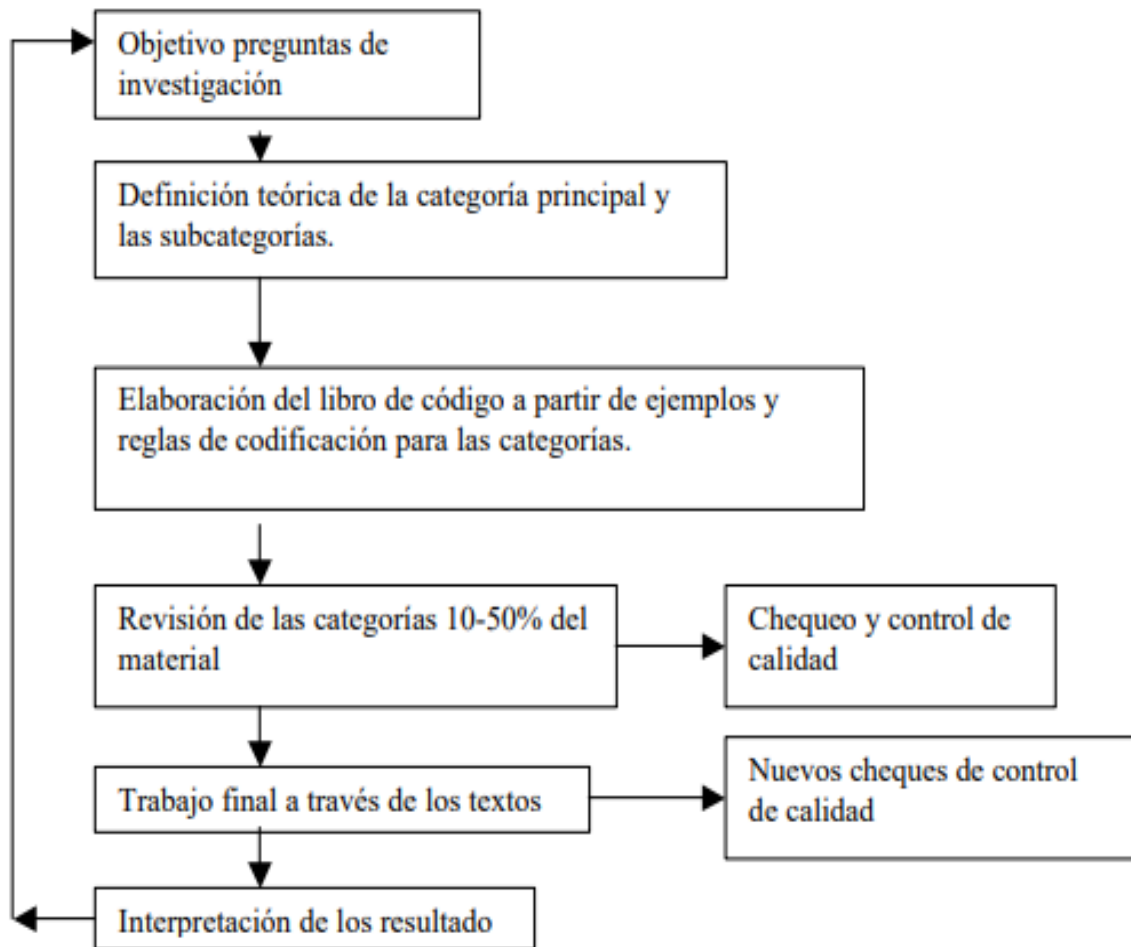 Objetivo preguntas de
investigación
Definición teórica de la categoría principal y
las subcategorías.
Elaboración del libro de código a partir de ejemplos y
reglas de codificación para las categorías.
Revisión de las categorías 10-50% del
material
Chequeo y control de
calidad
Trabajo final a través de los textos
Nuevos cheques de control
de calidad
Interpretación de los resultado